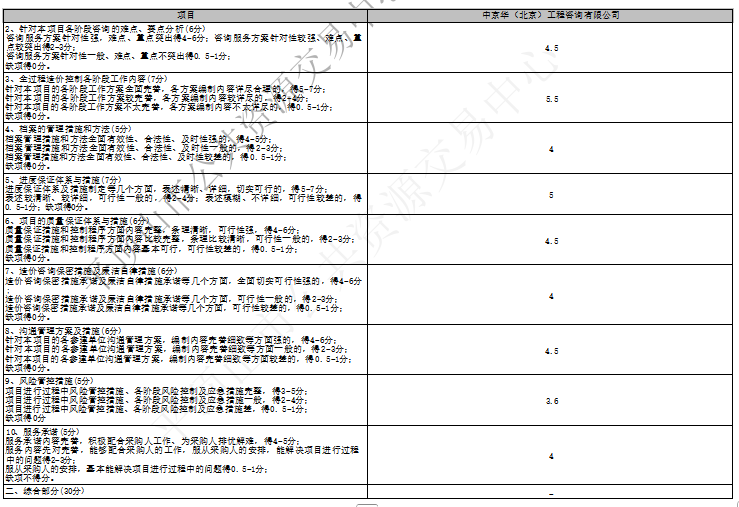 项目
中京华（北京）工程咨询有限公司
2、针对本项目各阶段咨询的难点、要点分析(6分)
咨询服务方案针对性强，难点、重点突出得4-6分；咨询服务方案针对性较强、难点、重
点较突出得2-3分；
咨询服务方案针对性一般、难点、重点不突出得0.5-1分；
缺项得0分。
4.5
3、全过程造价控制各阶段工作内容(7分)
针对本项目的各阶段工作方案全面完善，各方案编制内容详尽合理的，得5-7分；
针对本项目的各阶段工作方案较完善，各方案编制内容较详尽的，得2-4分；
针对本项目的各阶段工作方案不太完善，各方案编制内容不太详尽的，得0.5-1分；
缺项得0分。
5.5
4、档案的管理措施和方法(5分)
档案管理措施和方法全面有效性、合法性、及时性强的，得4-5分；
档案管理措施和方法全面有效性、合法性、及时性一般的，得2-3分；
档案管理措施和方法全面有效性、合法性、及时性较差的，得0.5-1分；
缺项得0分。
4
5、进度保证体系与措施(7分)
进度保证体系及措施制定等几个方面，表述清晰、详细，切实可行的，得5-7分；
表述较清晰、较详细，可行性一般的，得2-4分；表述模糊、不详细，可行性较差的，得
0.5-1分；缺项得0分。
5
6、项目的质量保证体系与措施(6分)
质量保证措施和控制程序方面内容完整，条理清晰，可行性强，得4-6分；
质量保证措施和控制程序方面内容比较完整，条理比较清晰，可行性一般的，得2-3分；
质量保证措施和控制程序方面内容基本可行，可行性较差的，得0.5-1分；
缺项得0分。
4.5
7、造价咨询保密措施及廉洁自律措施(6分)
造价咨询保密措施承诺及廉洁自律措施承诺等几个方面，全面切实可行性强的，得4-6分
；
造价咨询保密措施承诺及廉洁自律措施承诺等几个方面，可行性一般的，得2-3分；
造价咨询保密措施承诺及廉洁自律措施承诺等几个方面，可行性较差的，得0.5-1分；
缺项得0分。
4
8、沟通管理方案及措施(6分)
针对本项目的各参建单位沟通管理方案，编制内容完善细致等方面强的，得4-6分；
针对本项目的各参建单位沟通管理方案，编制内容完善细致等方面一般的，得2-3分；
针对本项目的各参建单位沟通管理方案，编制内容完善细致等方面较差的，得0.5-1分；
缺项得0分
4.5
9、风险管控措施(5分)
项目进行过程中风险管控措施、各阶段风险控制及应急措施完整，得3-5分；
项目进行过程中风险管控措施、各阶段风险控制及应急措施一般，得2-4分；
项目进行过程中风险管控措施、各阶段风险控制及应急措施差，得0.5-1分；
缺项得0分
3.6
10、服务承诺(5分)
服务承诺内容完善，积极配合采购人工作、为采购人排忧解难，得4-5分；
服务内容先对完善，能够配合采购人的工作，服从采购人的安排，能解决项目进行过程
中的问题得2-3分；
服从采购人的安排，基本能解决项目进行过程中的问题得0.5-1分；
缺项不得分。
4
二、综合部分(30分)
-